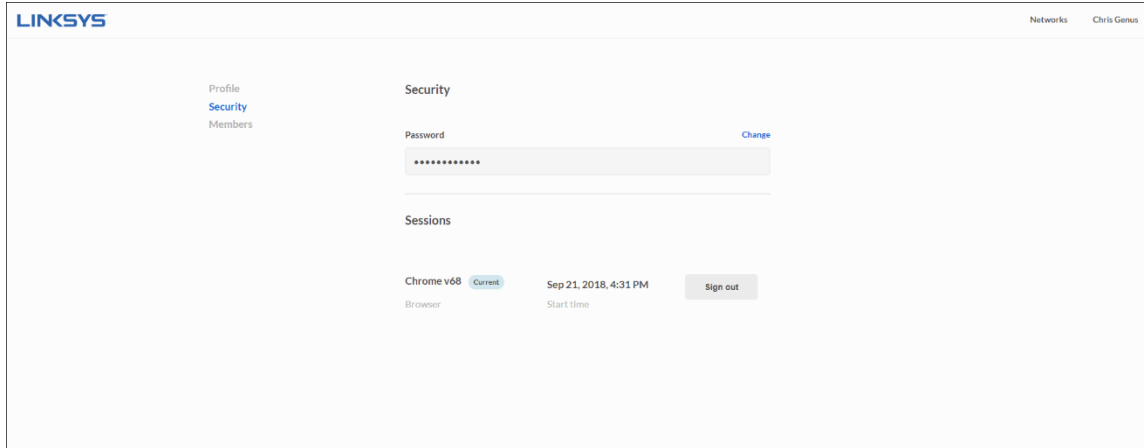 LINKSYS
Networks Chris Genus
Profile
Security
Members
Security
Password Change
••••••••••••
Sessions
Chrome v68 Current Sep 21, 2018, 4:31 PM Sign out
Browser Start time